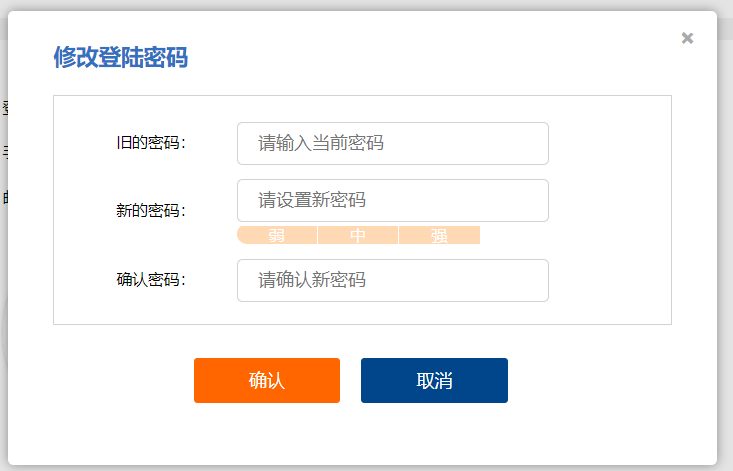 修改登陆密码
×
旧的密码：
请输入当前密码
新的密码：
请设置新密码
弱 中 强
确认密码：
请确认新密码
确认
取消